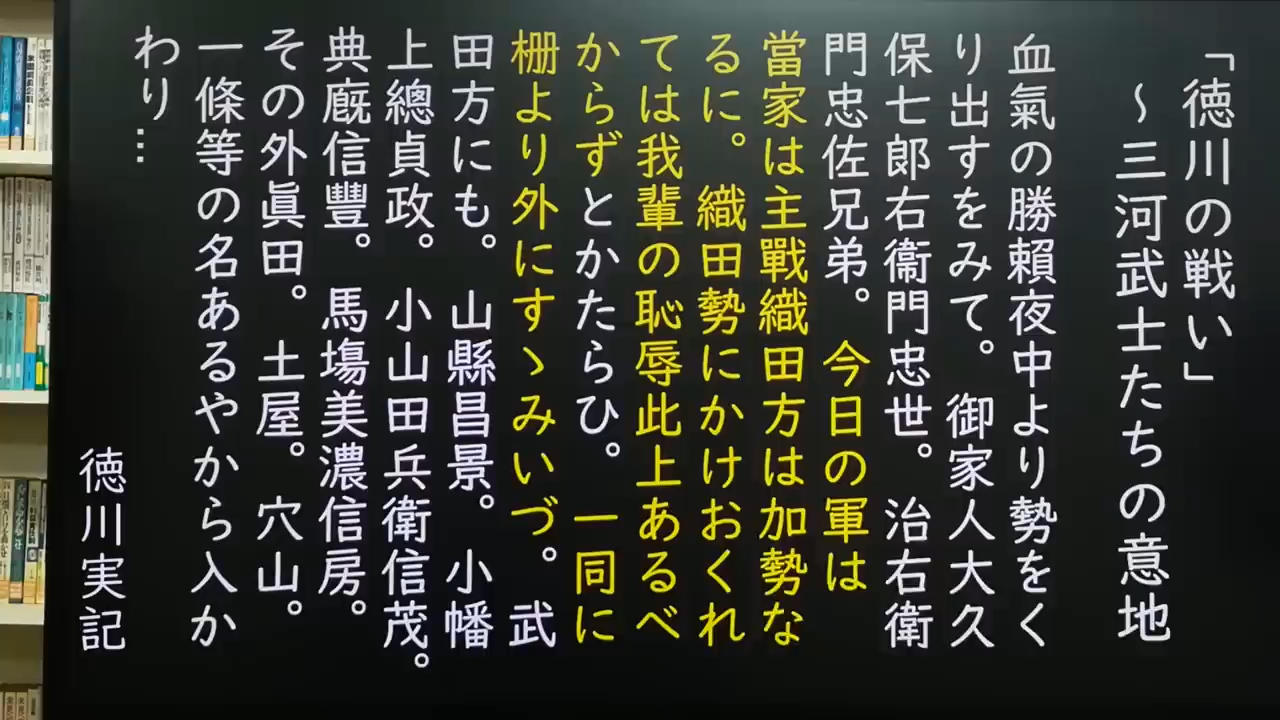 「徳川の戦い」
～三河武士たちの意地
血氣の勝賴夜中より勢をく
り出すをみて。御家人大久
保七郎右衞門忠世。治右衛
門忠佐兄弟。今日の軍は
當家は主戰織田方は加勢な
るに。織田勢にかけおくれ
ては我輩の恥辱此上あるべ
からずとかたらひ。一同に
柵より外にすゝみいづ。武
田方にも。山縣昌景。小幡
上總貞政。小山田兵衛信茂。
典廐信豐。馬塲美濃信房。
その外眞田。土屋。穴山。
一條等の名あるやから入か
わり…
徳川実記